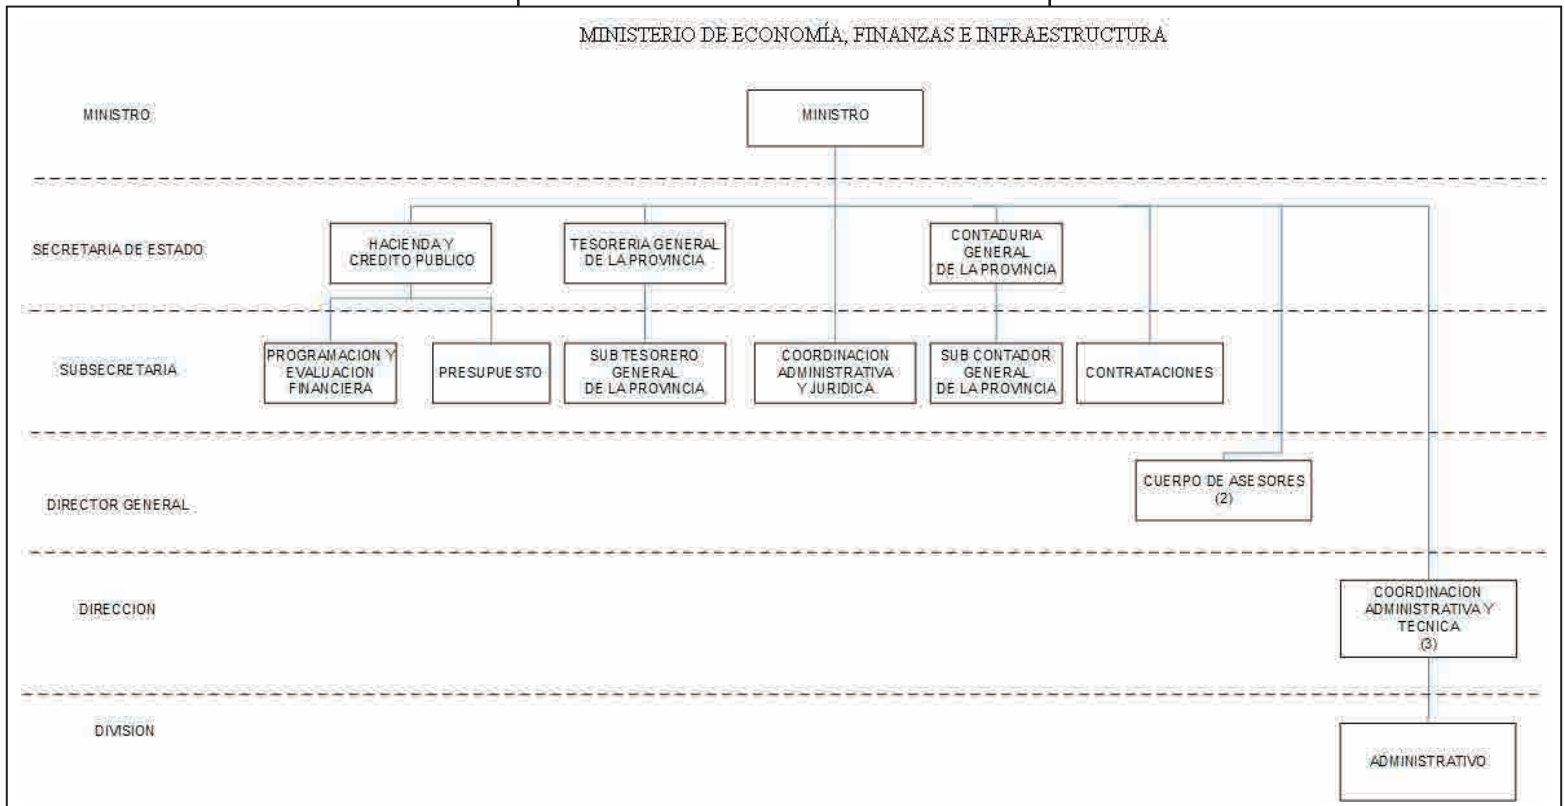 MINISTERIO DE ECONOMÍA, FINANZAS E INFRAESTRUCTURA
MINISTRO
MINISTRO
SECRETARIA DE ESTADO
HACIENDA Y
CREDITO PUBLICO
TESORERIA GENERAL
DE LA PROVINCIA
CONTADURIA
GENERAL
DE LA PROVINCIA
SUBSECRETARIA
PROGRAMACION Y
EVALUACION
FINANCIERA
PRESUPUESTO
SUB TESORERO
GENERAL
DE LA PROVINCIA
COORDINACION
ADMINISTRATIVA
Y JURIDICA
SUB CONTADOR
GENERAL
DE LA PROVINCIA
CONTRATACIONES
DIRECTOR GENERAL
CUERPO DE ASESORES
(2)
DIRECCION
COORDINACION
ADMINISTRATIVA Y
TECNICA
(3)
DIVISION
ADMINISTRATIVO